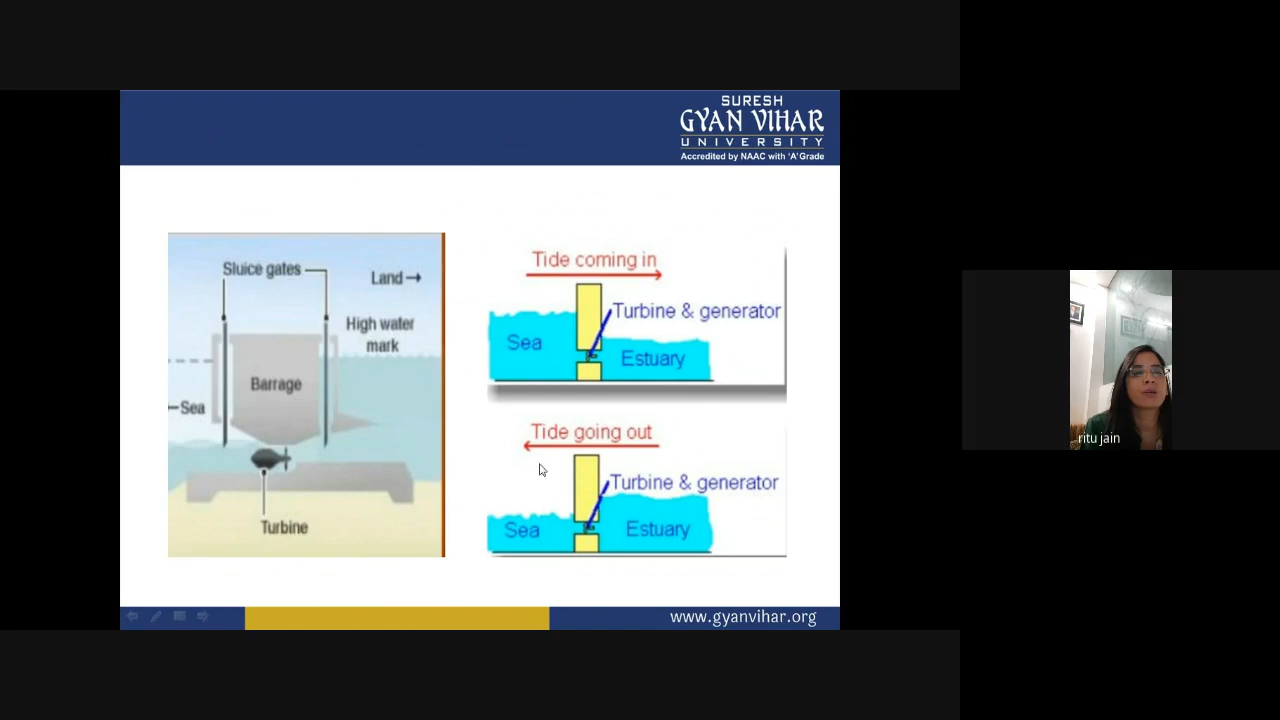 SURESH
GYAN VIHAR
UNIVERSITY
Accredited by NAAC with 'A' Grade
Sluice gates
Land
High water
mark
Barrage
Sea
Turbine
Tide coming in
Turbine & generator
Sea
Estuary
Tide going out
Turbine & generator
Sea
Estuary
www.gyanvihar.org
ritu jain